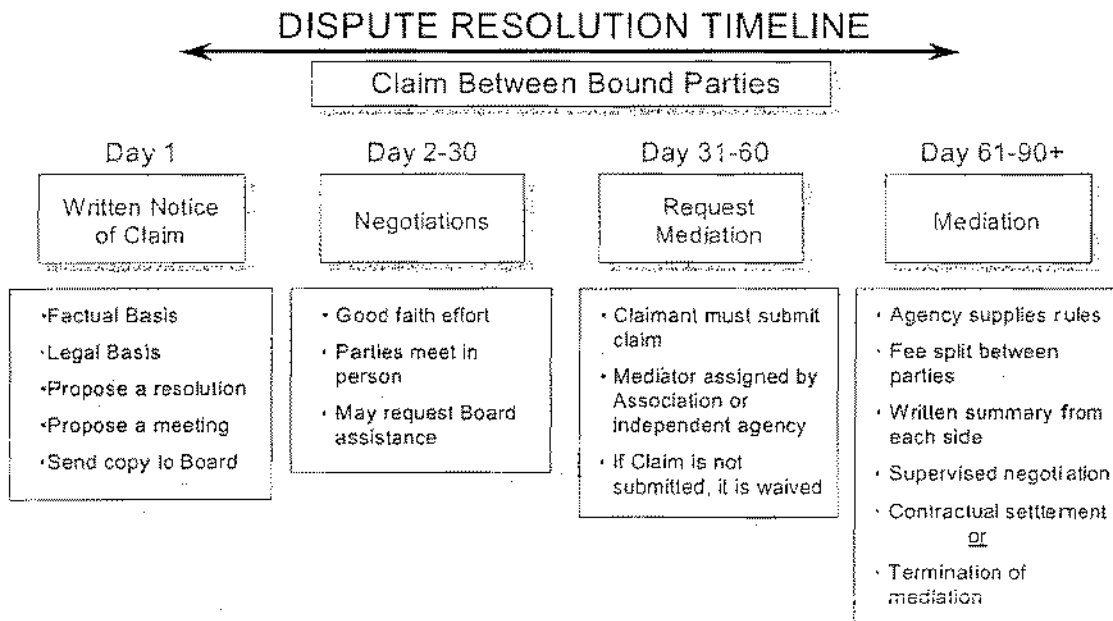 DISPUTE RESOLUTION TIMELINE
Claim Between Bound Parties
Day 1
Written Notice
of Claim
•Factual Basis
•Legal Basis
•Propose a resolution
•Propose a meeting
•Send copy to Board
Day 2-30
Negotiations
• Good faith effort
• Parties meet in
person
• May request Board
assistance
Day 31-60
Request
Mediation
• Claimant must submit
claim
• Mediator assigned by
Association or
independent agency
• If Claim is not
submitted, it is waived
Day 61-90+
Mediation
• Agency supplies rules
• Fee split between
parties
• Written summary from
each side
• Supervised negotiation
• Contractual settlement
or
• Termination of
mediation